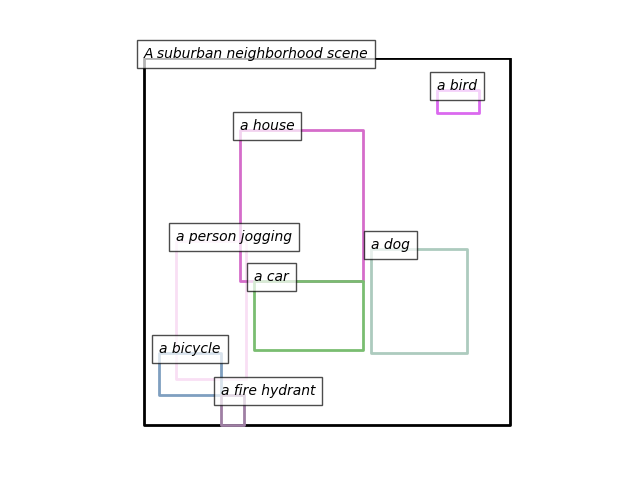 A suburban neighborhood scene
a bird
a house
a person jogging
a dog
a car
a bicycle
a fire hydrant